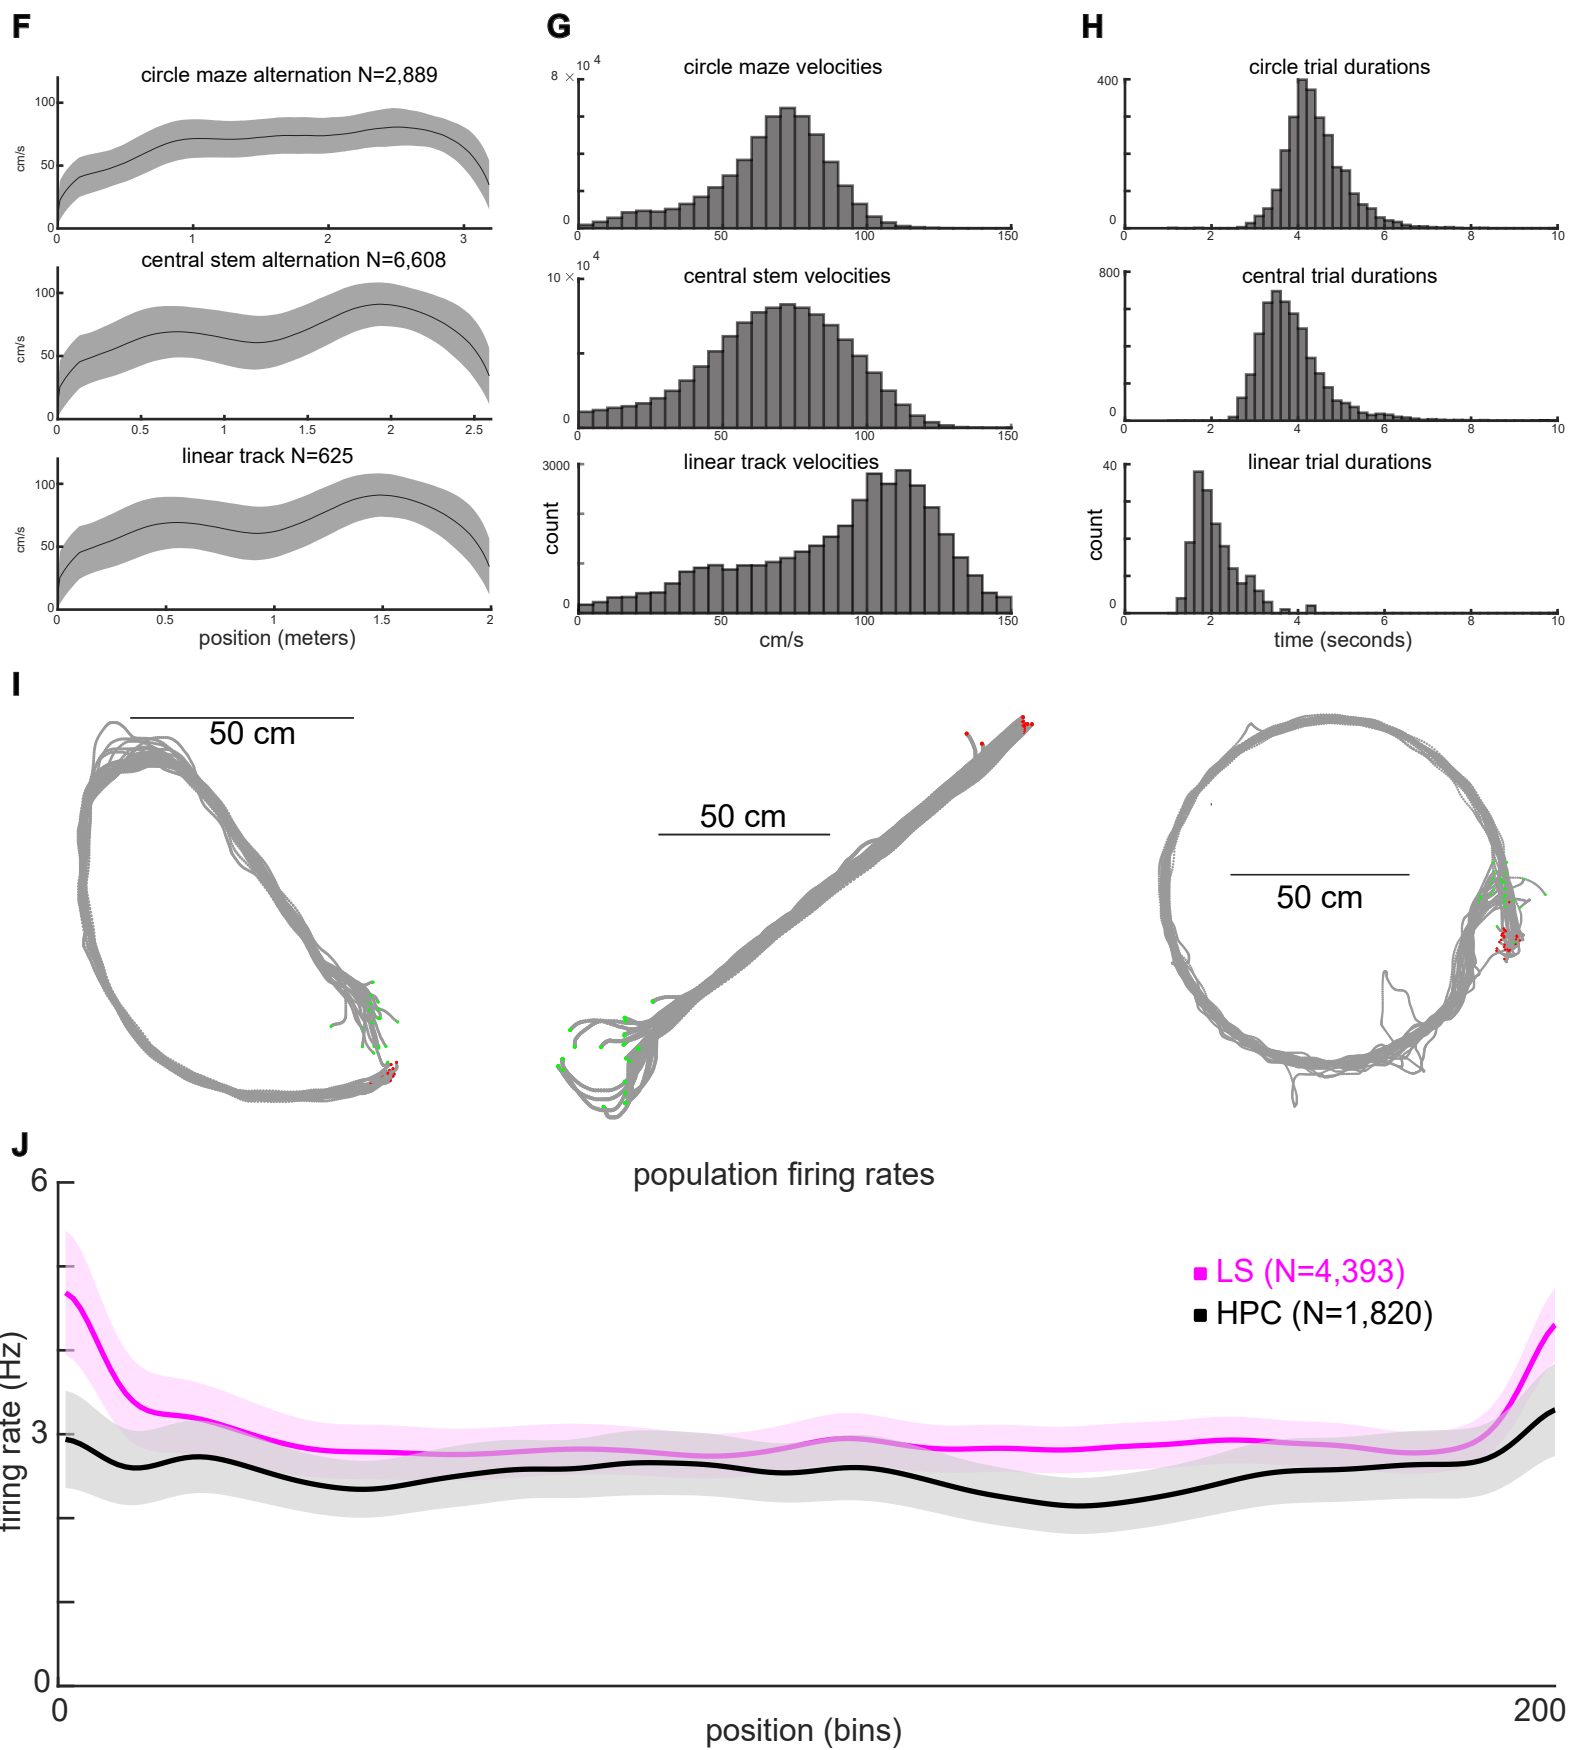 F
circle maze alternation N=2,889
100
50
0
cm/s
0 1 2 3
central stem alternation N=6,608
100
50
0
cm/s
0 0.5 1 1.5 2 2.5
linear track N=625
100
50
0
cm/s
0 0.5 1 1.5 2
position (meters)
G
circle maze velocities
8 ×10 4
0
0 50 100 150
central stem velocities
10 ×10 4
0
0 50 100 150
linear track velocities
3000
0
count
0 50 100 150
cm/s
H
circle trial durations
400
0
0 2 4 6 8 10
central trial durations
800
0
0 2 4 6 8 10
linear trial durations
40
0
count
0 2 4 6 8 10
time (seconds)
I
50 cm
50 cm
50 cm
J
population firing rates
6
3
0
firing rate (Hz)
LS (N=4,393)
HPC (N=1,820)
0 200
position (bins)